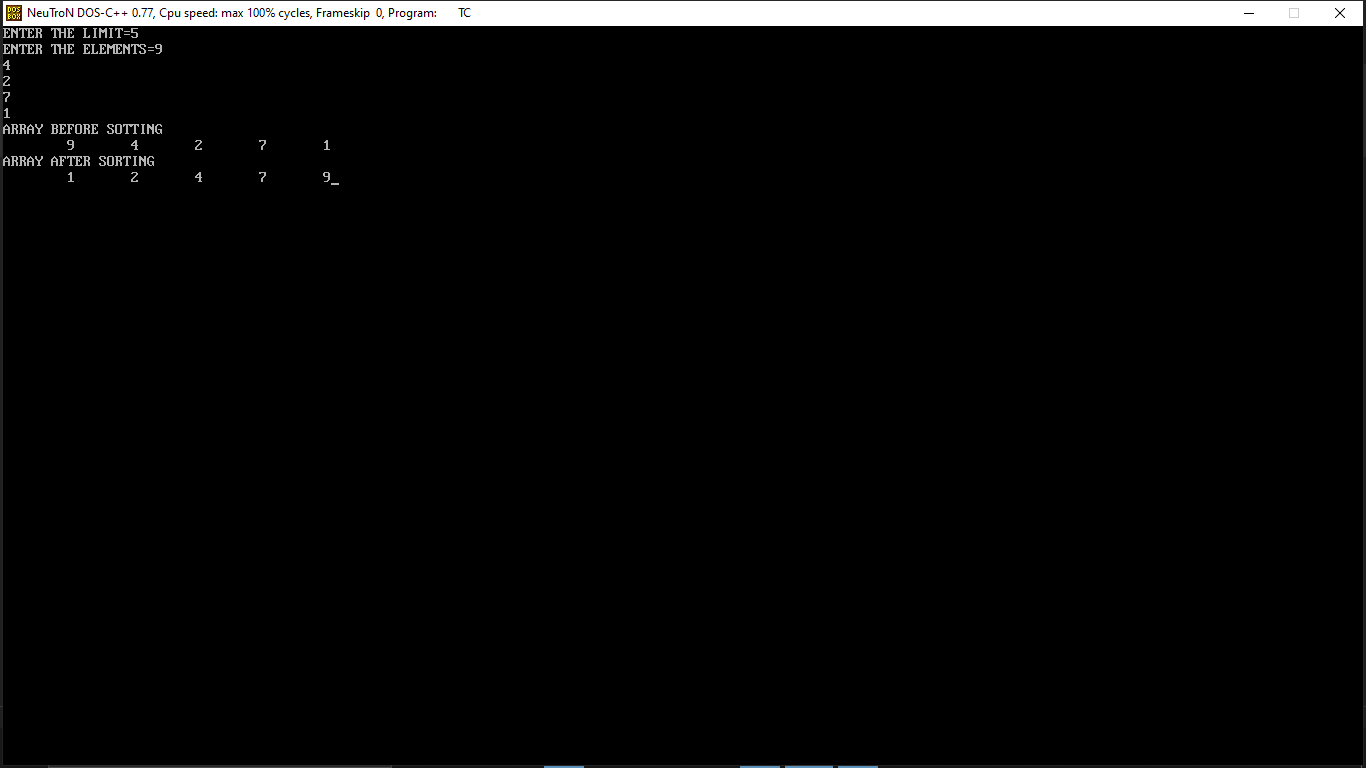 NeuTroN DOS-C++ 0.77, Cpu speed: max 100% cycles, Frameskip 0, Program: TC
ENTER THE LIMIT=5
ENTER THE ELEMENTS=9
4
2
7
1
ARRAY BEFORE SOTTING
9 4 2 7 1
ARRAY AFTER SORTING
1 2 4 7 9_